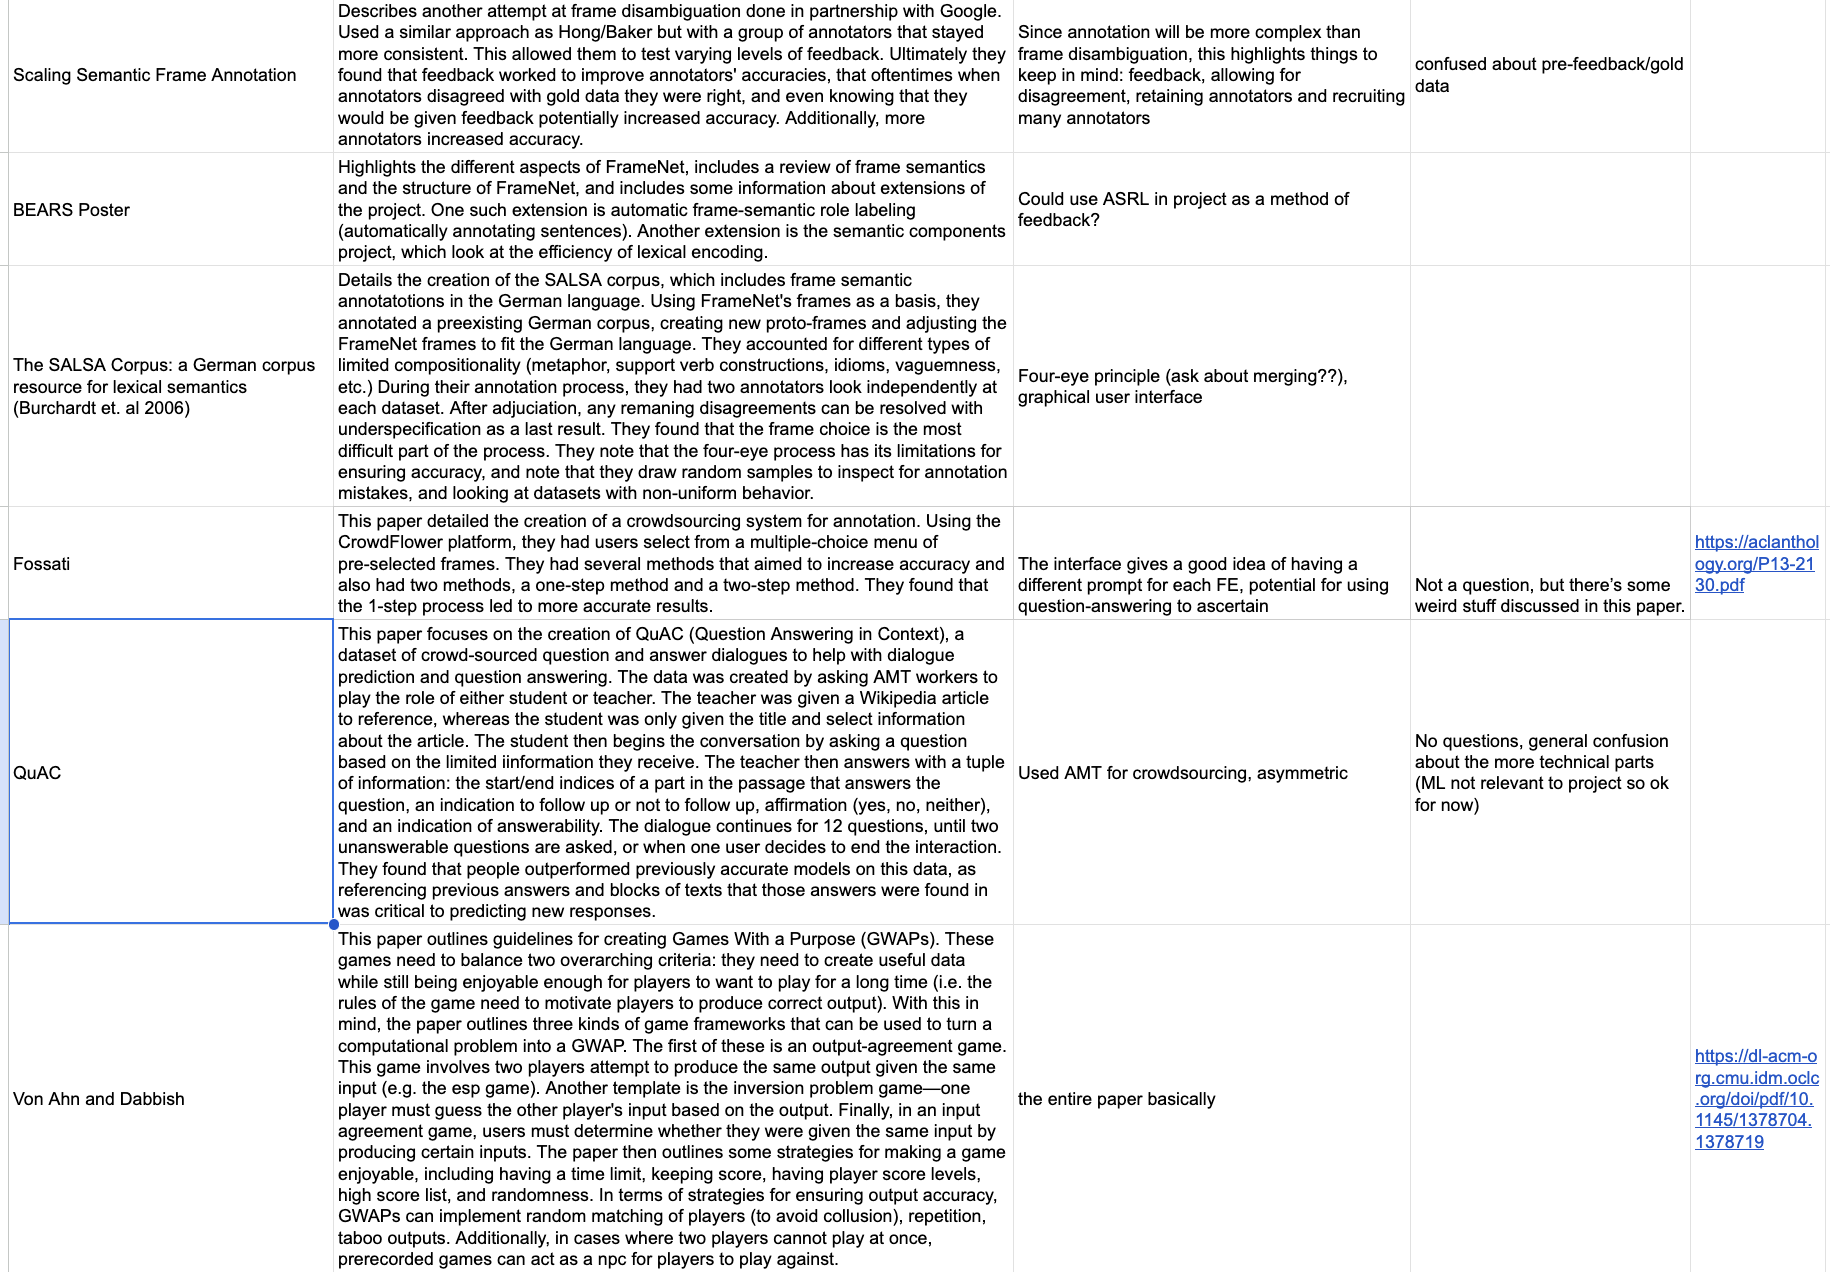 Scaling Semantic Frame Annotation
Describes another attempt at frame disambiguation done in partnership with Google.
Used a similar approach as Hong/Baker but with a group of annotators that stayed
more consistent. This allowed them to test varying levels of feedback. Ultimately they
found that feedback worked to improve annotators' accuracies, that oftentimes when
annotators disagreed with gold data they were right, and even knowing that they
would be given feedback potentially increased accuracy. Additionally, more
annotators increased accuracy.
Since annotation will be more complex than
frame disambiguation, this highlights things to
keep in mind: feedback, allowing for
disagreement, retaining annotators and recruiting
many annotators
confused about pre-feedback/gold
data
BEARS Poster
Highlights the different aspects of FrameNet, includes a review of frame semantics
and the structure of FrameNet, and includes some information about extensions of
the project. One such extension is automatic frame-semantic role labeling
(automatically annotating sentences). Another extension is the semantic components
project, which look at the efficiency of lexical encoding.
Could use ASRL in project as a method of
feedback?
The SALSA Corpus: a German corpus
resource for lexical semantics
(Burchardt et. al 2006)
Details the creation of the SALSA corpus, which includes frame semantic
annotatotions in the German language. Using FrameNet's frames as a basis, they
annotated a preexisting German corpus, creating new proto-frames and adjusting the
FrameNet frames to fit the German language. They accounted for different types of
limited compositionality (metaphor, support verb constructions, idioms, vaguemness,
etc.) During their annotation process, they had two annotators look independently at
each dataset. After adjuciation, any remaning disagreements can be resolved with
underspecification as a last result. They found that the frame choice is the most
difficult part of the process. They note that the four-eye process has its limitations for
ensuring accuracy, and note that they draw random samples to inspect for annotation
mistakes, and looking at datasets with non-uniform behavior.
Four-eye principle (ask about merging??),
graphical user interface
Fossati
This paper detailed the creation of a crowdsourcing system for annotation. Using the
CrowdFlower platform, they had users select from a multiple-choice menu of
pre-selected frames. They had several methods that aimed to increase accuracy and
also had two methods, a one-step method and a two-step method. They found that
the 1-step process led to more accurate results.
The interface gives a good idea of having a
different prompt for each FE, potential for using
question-answering to ascertain
Not a question, but there's some
weird stuff discussed in this paper.
https://aclanthol
ogy.org/P13-21
30.pdf
QuAC
This paper focuses on the creation of QuAC (Question Answering in Context), a
dataset of crowd-sourced question and answer dialogues to help with dialogue
prediction and question answering. The data was created by asking AMT workers to
play the role of either student or teacher. The teacher was given a Wikipedia article
to reference, whereas the student was only given the title and select information
about the article. The student then begins the conversation by asking a question
based on the limited iinformation they receive. The teacher then answers with a tuple
of information: the start/end indices of a part in the passage that answers the
question, an indication to follow up or not to follow up, affirmation (yes, no, neither),
and an indication of answerability. The dialogue continues for 12 questions, until two
unanswerable questions are asked, or when one user decides to end the interaction.
They found that people outperformed previously accurate models on this data, as
referencing previous answers and blocks of texts that those answers were found in
was critical to predicting new responses.
Used AMT for crowdsourcing, asymmetric
No questions, general confusion
about the more technical parts
(ML not relevant to project so ok
for now)
Von Ahn and Dabbish
This paper outlines guidelines for creating Games With a Purpose (GWAPs). These
games need to balance two overarching criteria: they need to create useful data
while still being enjoyable enough for players to want to play for a long time (i.e. the
rules of the game need to motivate players to produce correct output). With this in
mind, the paper outlines three kinds of game frameworks that can be used to turn a
computational problem into a GWAP. The first of these is an output-agreement game.
This game involves two players attempt to produce the same output given the same
input (e.g. the esp game). Another template is the inversion problem game—one
player must guess the other player's input based on the output. Finally, in an input
agreement game, users must determine whether they were given the same input by
producing certain inputs. The paper then outlines some strategies for making a game
enjoyable, including having a time limit, keeping score, having player score levels,
high score list, and randomness. In terms of strategies for ensuring output accuracy,
GWAPs can implement random matching of players (to avoid collusion), repetition,
taboo outputs. Additionally, in cases where two players cannot play at once,
prerecorded games can act as a npc for players to play against.
the entire paper basically
https://dl-acm-o
rg.cmu.idm.oclc
.org/doi/pdf/10.
1145/1378704.
1378719